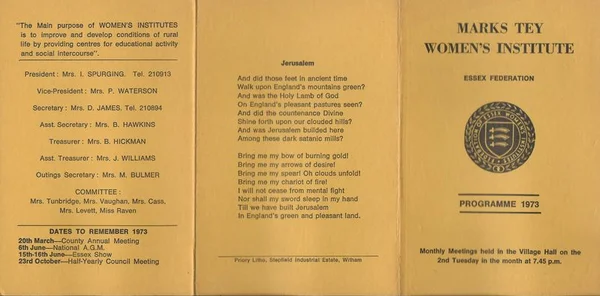 "The Main purpose of WOMEN'S INSTITUTES
is to improve and develop conditions of rural
life by providing centres for educational activity
and social intercourse".
President: Mrs. I. SPURGING. Tel. 210913
Vice-President: Mrs. P. WATERSON
Secretary: Mrs. D. JAMES, Tel. 210894
Asst. Secretary: Mrs. B. HAWKINS
Treasurer: Mrs. B. HICKMAN
Asst. Treasurer: Mrs. J. WILLIAMS
Outings Secretary: Mrs. M. BULMER
COMMITTEE:
Mrs. Tunbridge, Mrs. Vaughan, Mrs. Cass,
Mrs. Levett, Miss Raven
DATES TO REMEMBER 1973
20th March—County Annual Meeting
6th June—National A.G.M.
15th-16th June—Essex Show
23rd October—Half-Yearly Council Meeting
Jerusalem
And did those feet in ancient time
Walk upon England's mountains green?
And was the Holy Lamb of God
On England's pleasant pastures seen?
And did the countenance Divine
Shine forth upon our clouded hills?
And was Jerusalem builded here
Among these dark satanic mills?
Bring me my bow of burning gold!
Bring me my arrows of desire!
Bring me my spear! Oh clouds unfold!
Bring me my chariot of fire!
I will not cease from mental fight
Nor shall my sword sleep in my hand
Till we have built Jerusalem
In England's green and pleasant land.
Priory Litho, Stepfield Industrial Estate, Witham
MARKS TEY
WOMEN'S INSTITUTE
ESSEX FEDERATION
PROGRAMME 1973
Monthly Meetings held in the Village Hall on the
2nd Tuesday in the month at 7.45 p.m.